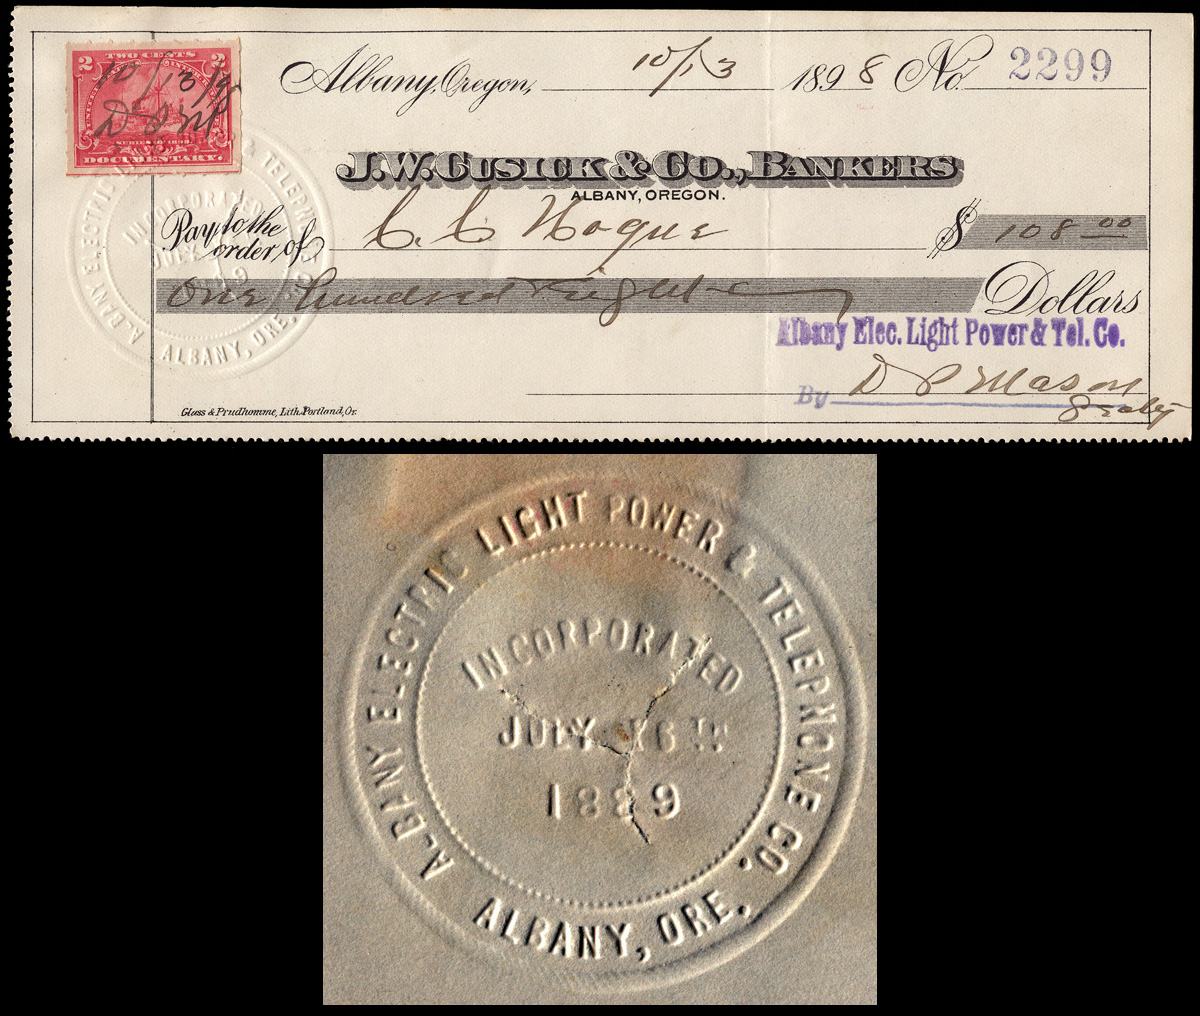 2 TWO CENTS 2
10/13/98
D P M
DOCUMENTARY.
Albany, Oregon, 10/13 1898 No. 2299
J.W. CUSICK & CO., BANKERS
ALBANY, OREGON.
Pay to the order of C. C. Hogue $ 108 00
One hundred Eight Dollars
Albany Elec. Light Power & Tel. Co.
By D P Mason
Glass & Prudhomme, Lith. Portland, Or.
ALBANY ELECTRIC LIGHT POWER & TELEPHONE CO.
INCORPORATED
JULY 6TH
1889
ALBANY, ORE.